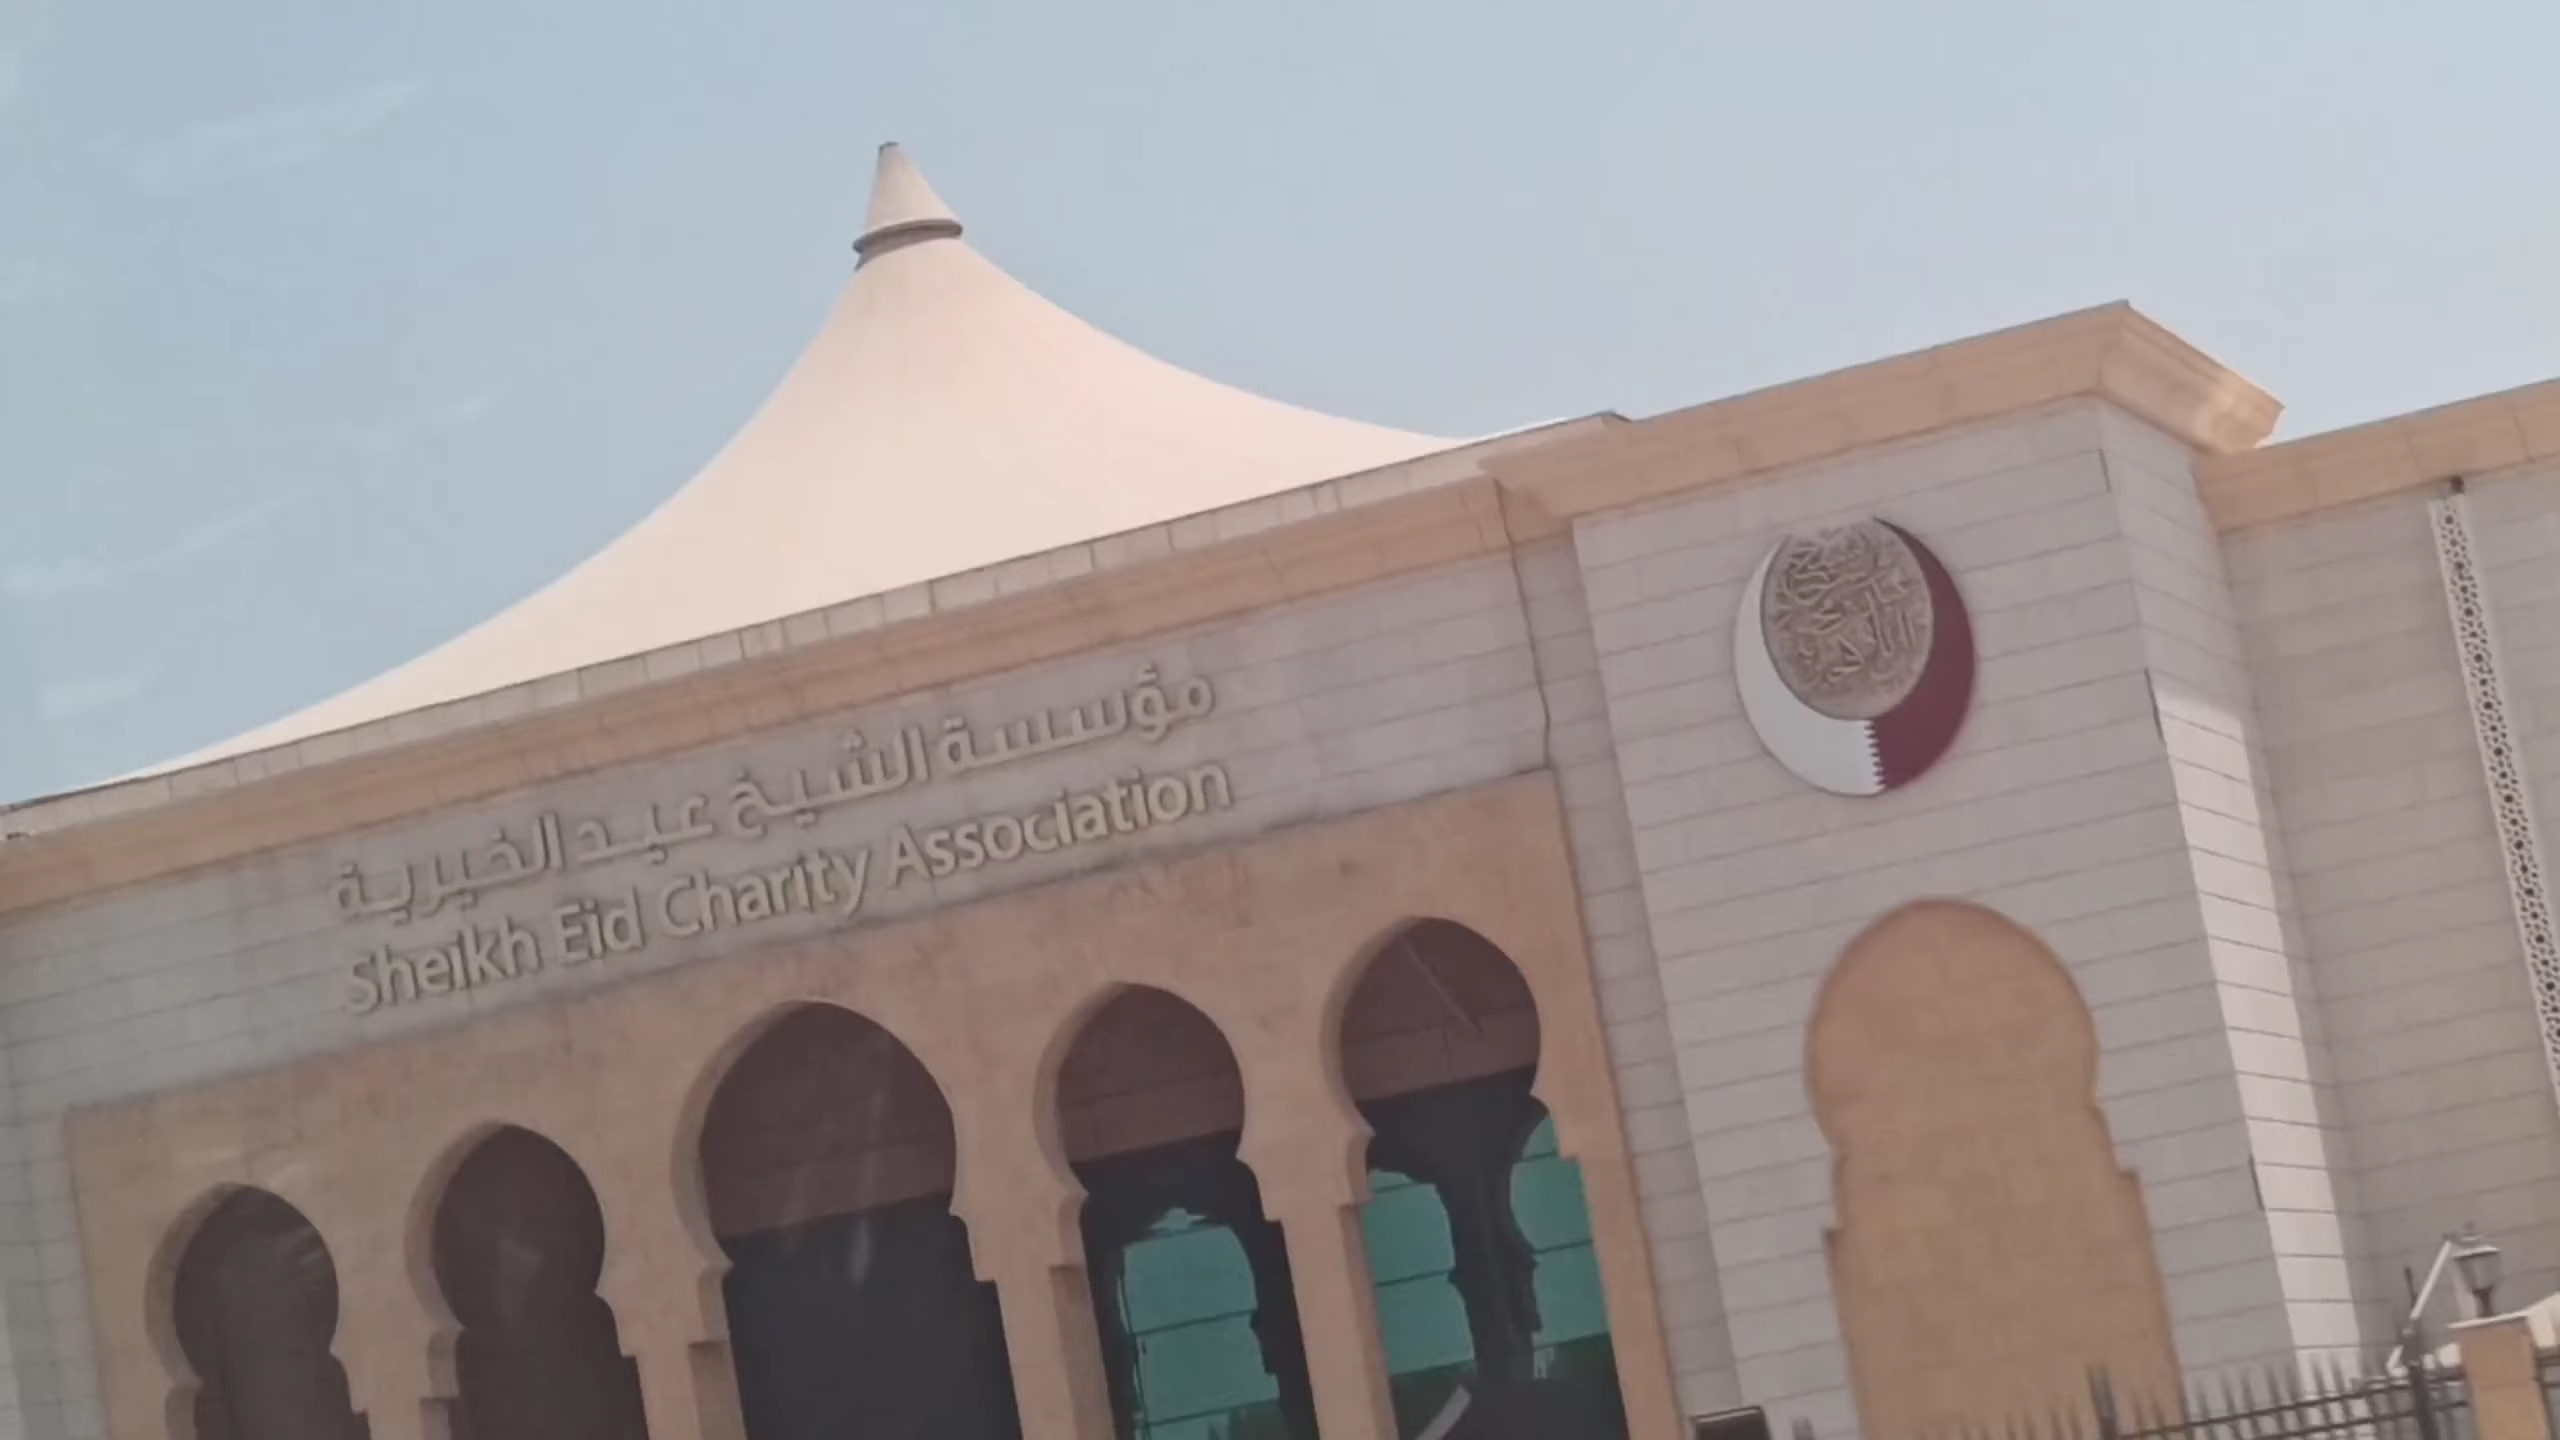 مؤسسة الشيخ عيد الخيرية
Sheikh Eid Charity Association